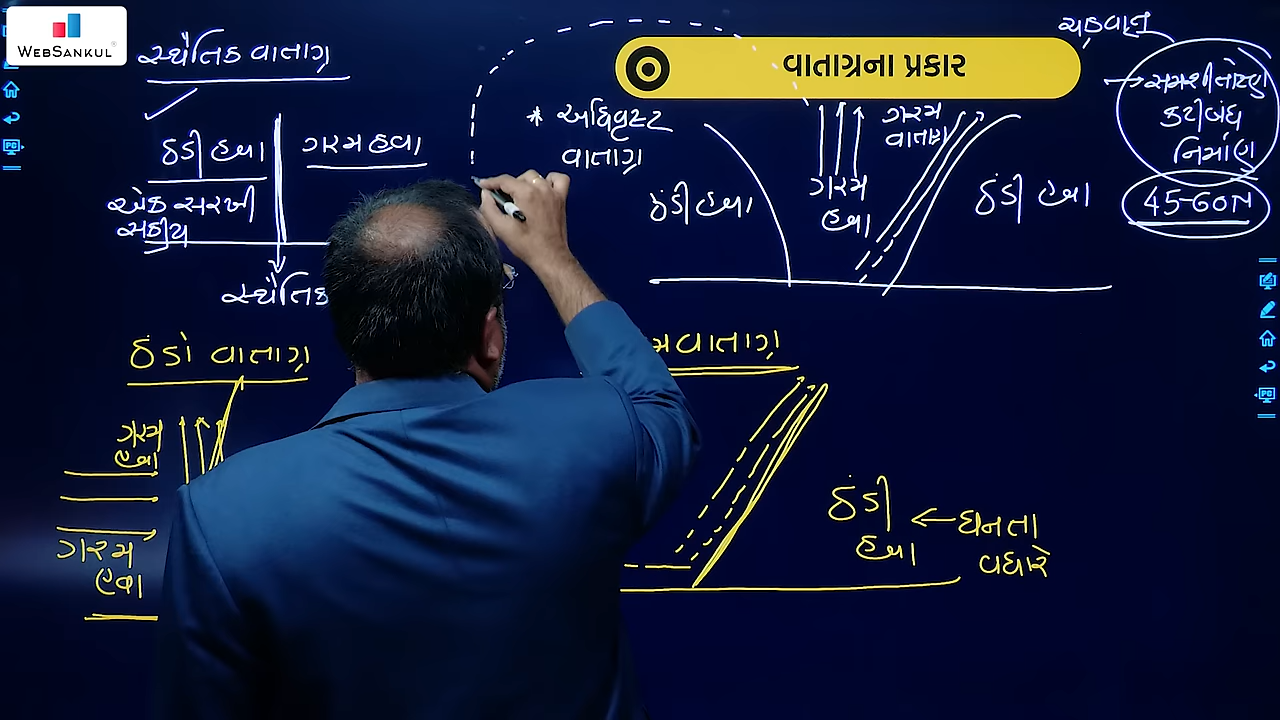 WEBSANKUL
વાતાગ્રના પ્રકાર
સ્થૈતિક વાતાગ્ર
ઠંડી હવા
ગરમ હવા
એક સરખી
સક્રીય
સ્થૈતિક
* અધિવિષ્ટ
વાતાગ્ર
ઠંડી હવા
ગરમ
હવા
ગરમ
વાતાગ્ર
ઠંડી હવા
ચક્રવાત
સમશીતોષ્ણ
કટીબંધ
નિર્માણ
45-60N
ઠંડો વાતાગ્ર
ગરમ
હવા
ગરમ
હવા
મ વાતાગ્ર
ઠંડી
હવા
ઘનતા
વધારે